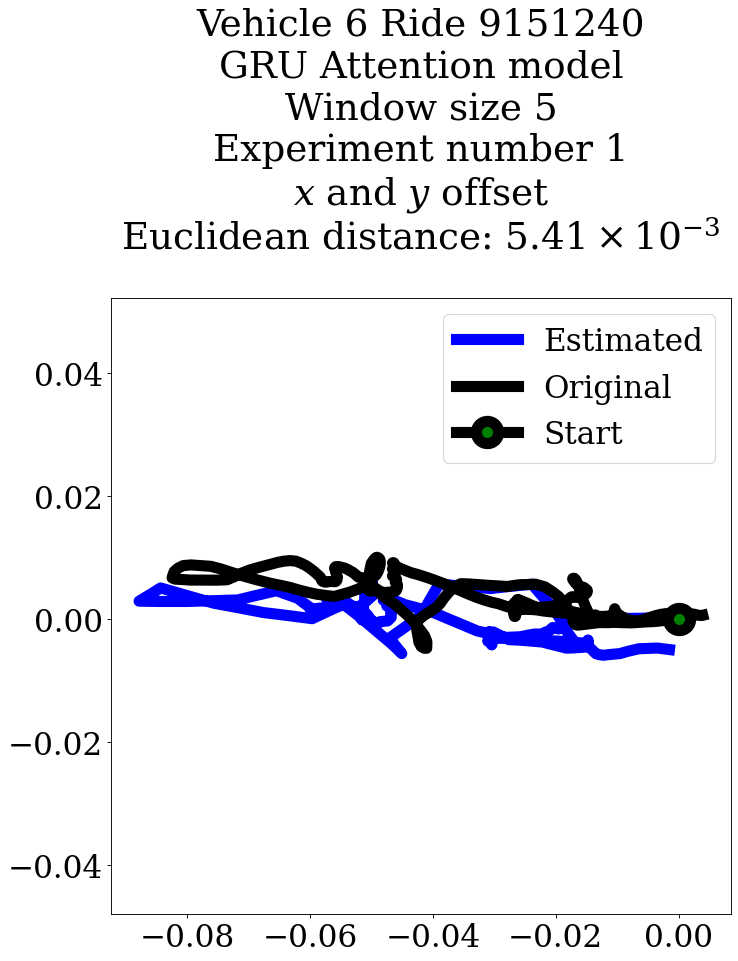 Vehicle 6 Ride 9151240
GRU Attention model
Window size 5
Experiment number 1
x and y offset
Euclidean distance: 5.41 × 10⁻³
Estimated
Original
Start
0.04
0.02
0.00
−0.02
−0.04
−0.08 −0.06 −0.04 −0.02 0.00